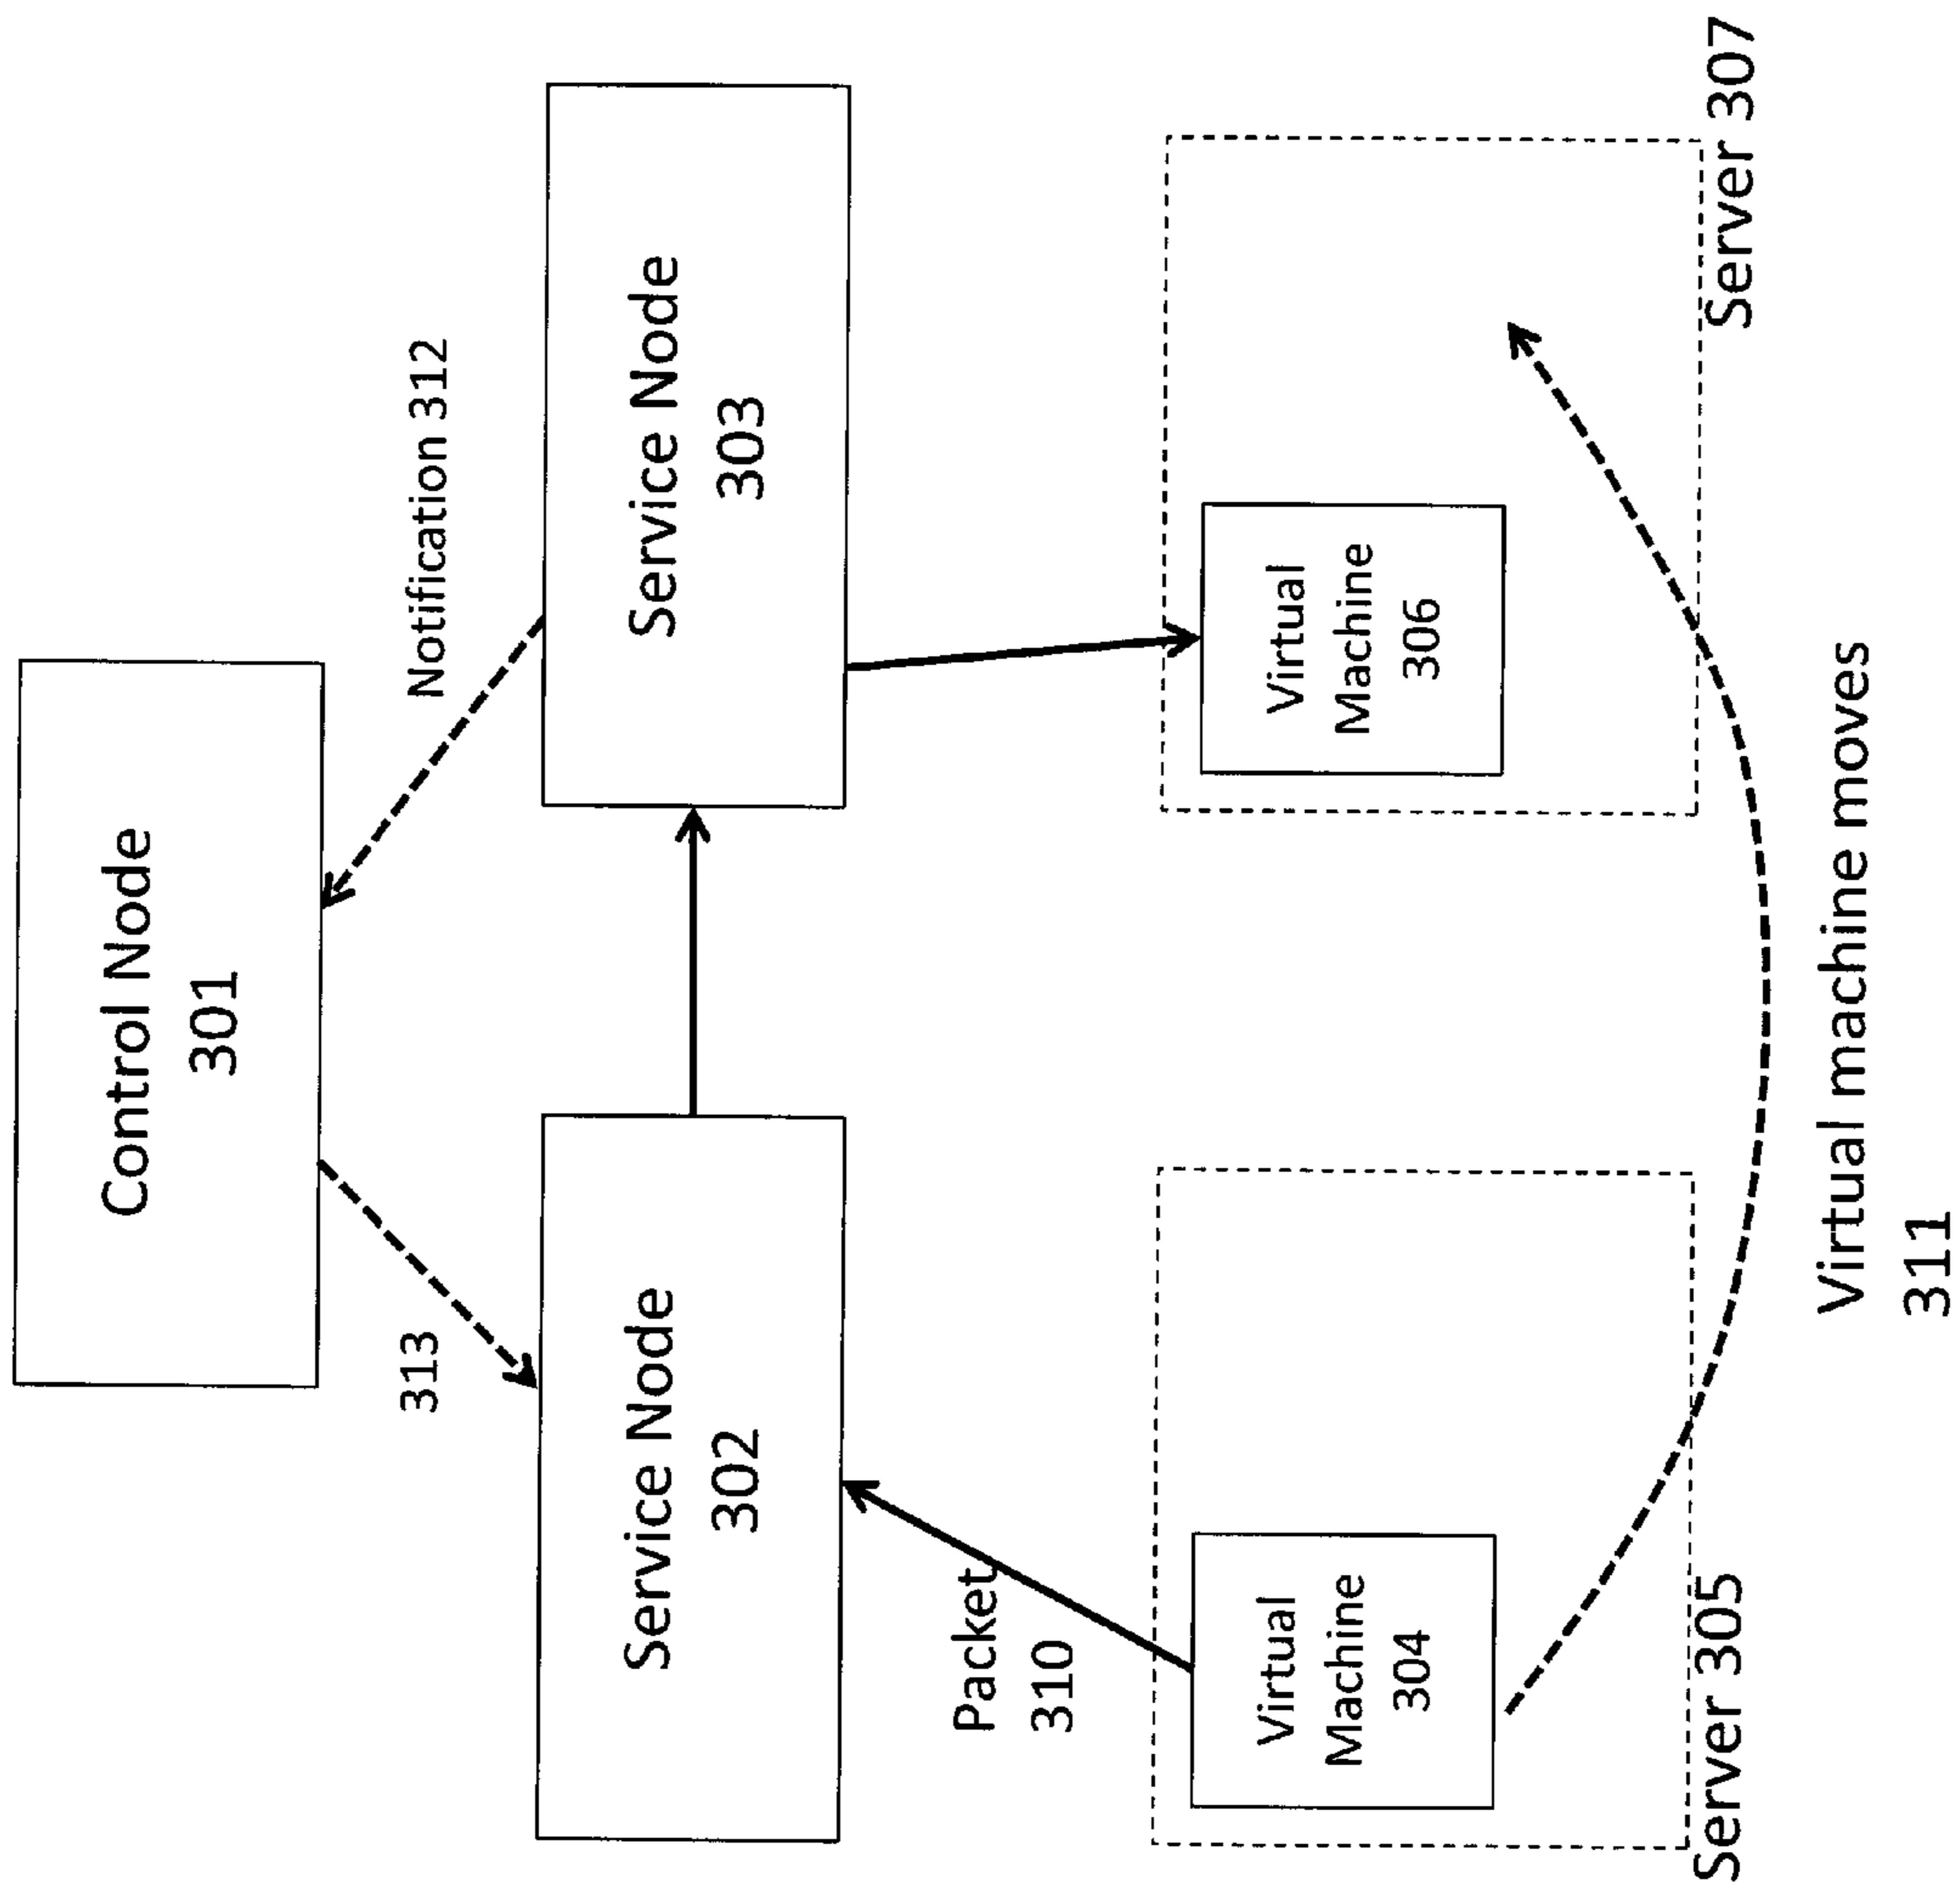 Control Node
301
313
Notification 312
Service Node
302
Service Node
303
Packet
310
Virtual
Machine
304
Virtual
Machine
306
Server 305
Server 307
Virtual machine moves
311